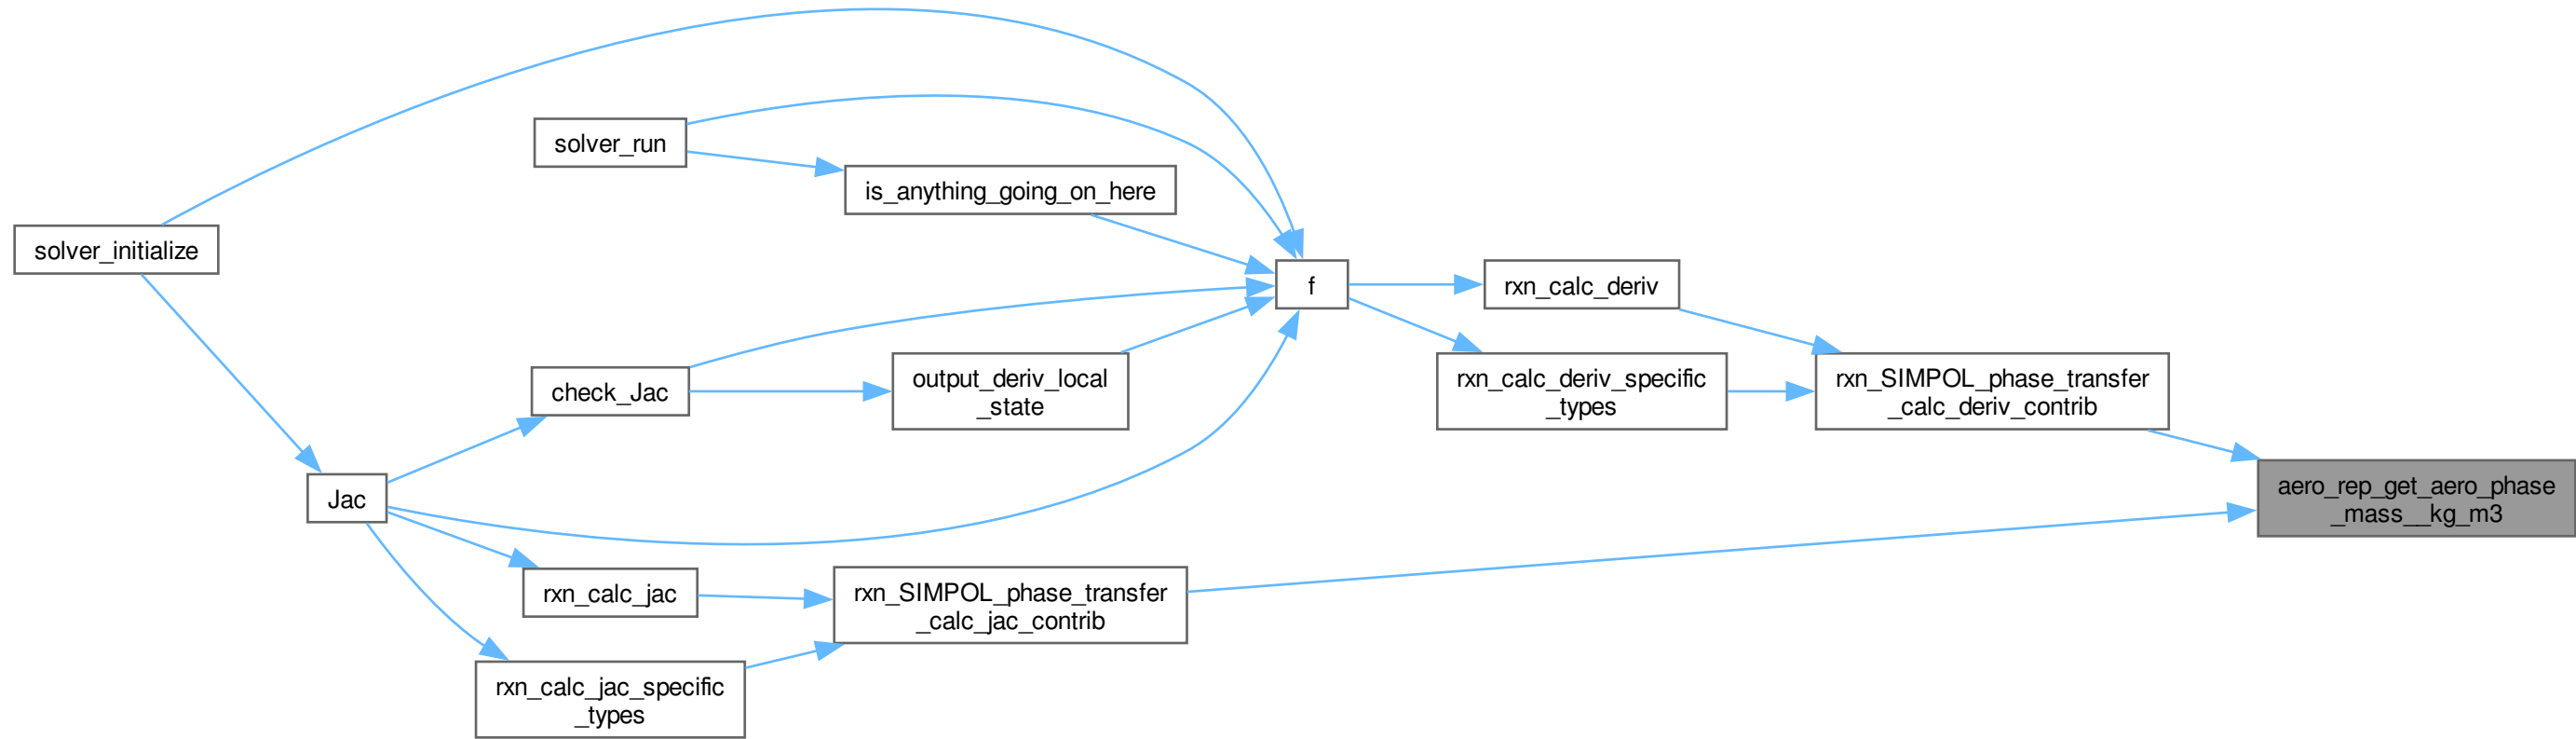 solver_run
is_anything_going_on_here
solver_initialize
f
rxn_calc_deriv
check_Jac
output_deriv_local
_state
rxn_calc_deriv_specific
_types
rxn_SIMPOL_phase_transfer
_calc_deriv_contrib
Jac
aero_rep_get_aero_phase
_mass__kg_m3
rxn_calc_jac
rxn_SIMPOL_phase_transfer
_calc_jac_contrib
rxn_calc_jac_specific
_types